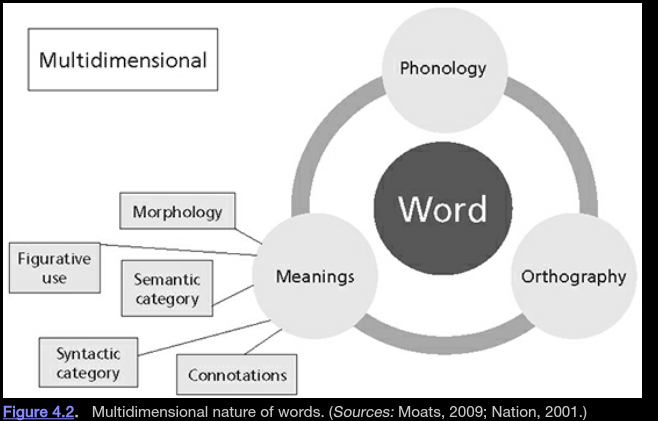 Multidimensional
Phonology
Word
Morphology
Figurative
use
Semantic
category
Meanings
Orthography
Syntactic
category
Connotations
Figure 4.2. Multidimensional nature of words. (Sources: Moats, 2009; Nation, 2001.)